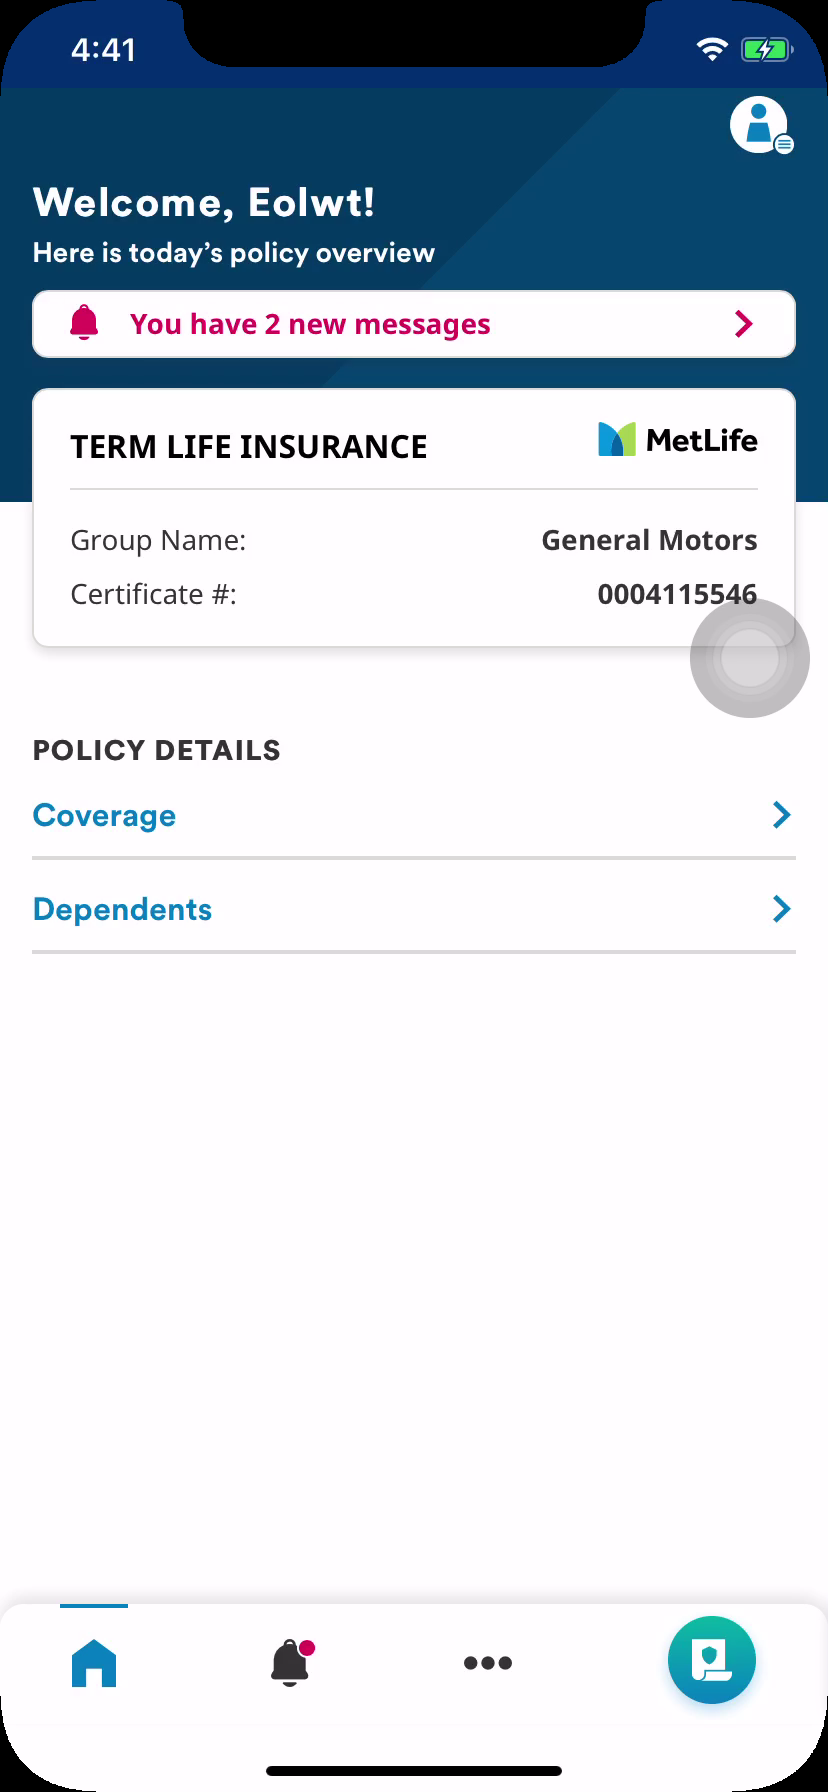 4:41
Welcome, Eolwt!
Here is today’s policy overview
You have 2 new messages
TERM LIFE INSURANCE
MetLife
Group Name:
General Motors
Certificate #:
0004115546
POLICY DETAILS
Coverage
Dependents